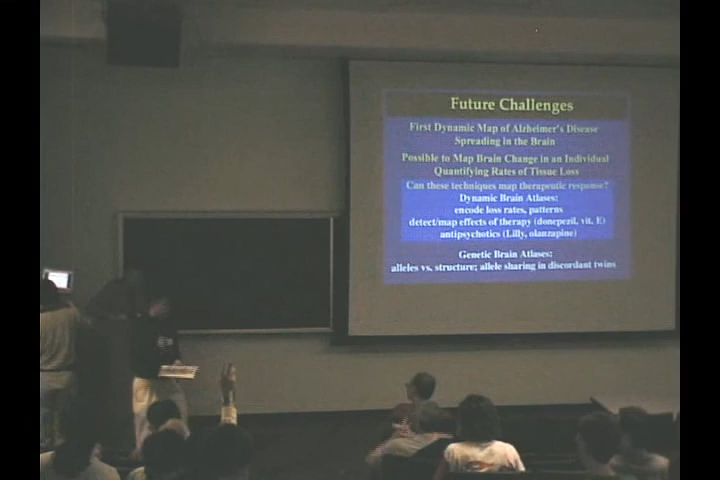 Future Challenges
First Dynamic Map of Alzheimer's Disease
Spreading in the Brain
Possible to Map Brain Change in an Individual
Quantifying Rates of Tissue Loss
Can these techniques map therapeutic response?
Dynamic Brain Atlases:
encode loss rates, patterns
detect/map effects of therapy (donepezil, vit. E)
antipsychotics (Lilly, olanzapine)
Genetic Brain Atlases:
alleles vs. structure; allele sharing in discordant twins